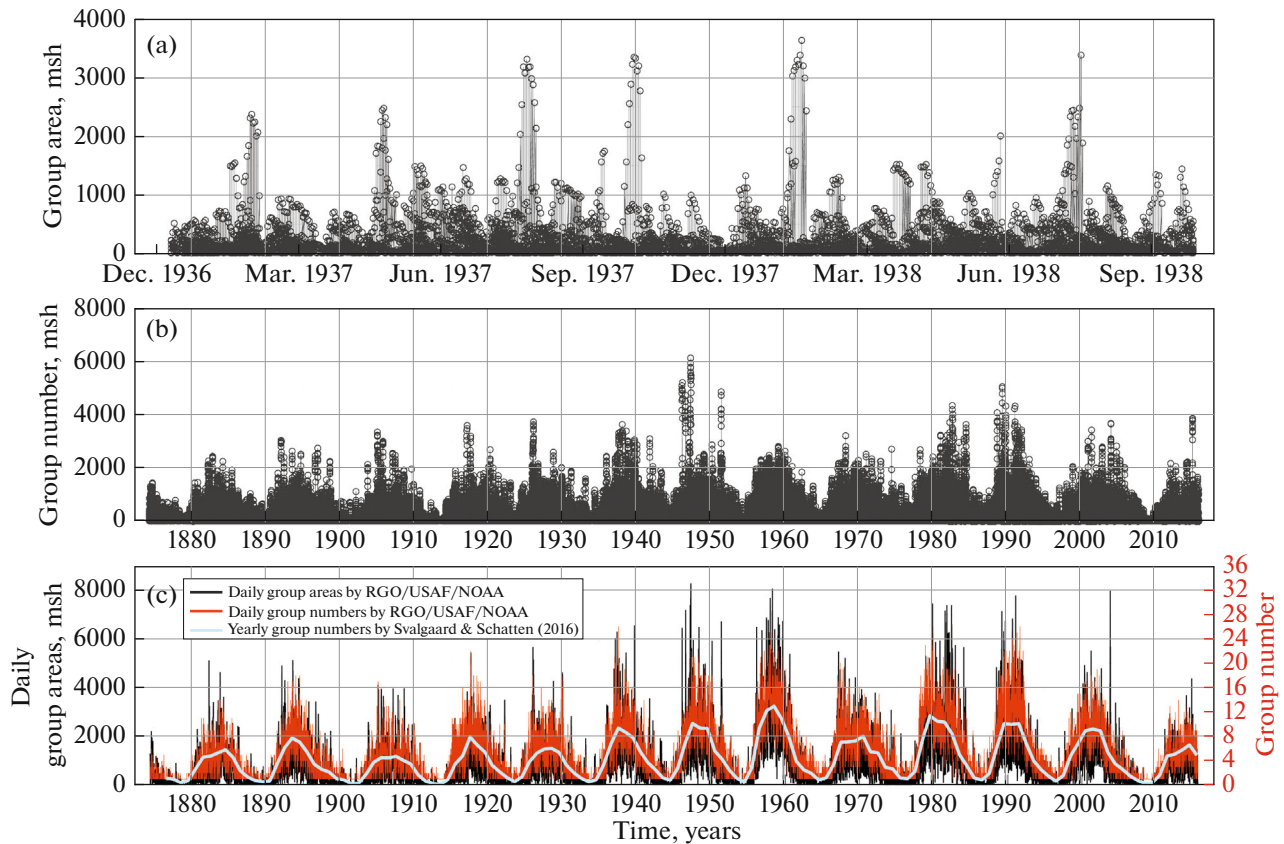 (a)
Group area, msh
4000
3000
2000
1000
0
Dec. 1936 Mar. 1937 Jun. 1937 Sep. 1937 Dec. 1937 Mar. 1938 Jun. 1938 Sep. 1938
(b)
Group number, msh
8000
6000
4000
2000
0
1880 1890 1900 1910 1920 1930 1940 1950 1960 1970 1980 1990 2000 2010
(c)
Daily group areas by RGO/USAF/NOAA
Daily group numbers by RGO/USAF/NOAA
Yearly group numbers by Svalgaard & Schatten (2016)
Daily
group areas, msh
8000
6000
4000
2000
0
36
32
28
24
20
16
12
8
4
0
Group number
1880 1890 1900 1910 1920 1930 1940 1950 1960 1970 1980 1990 2000 2010
Time, years